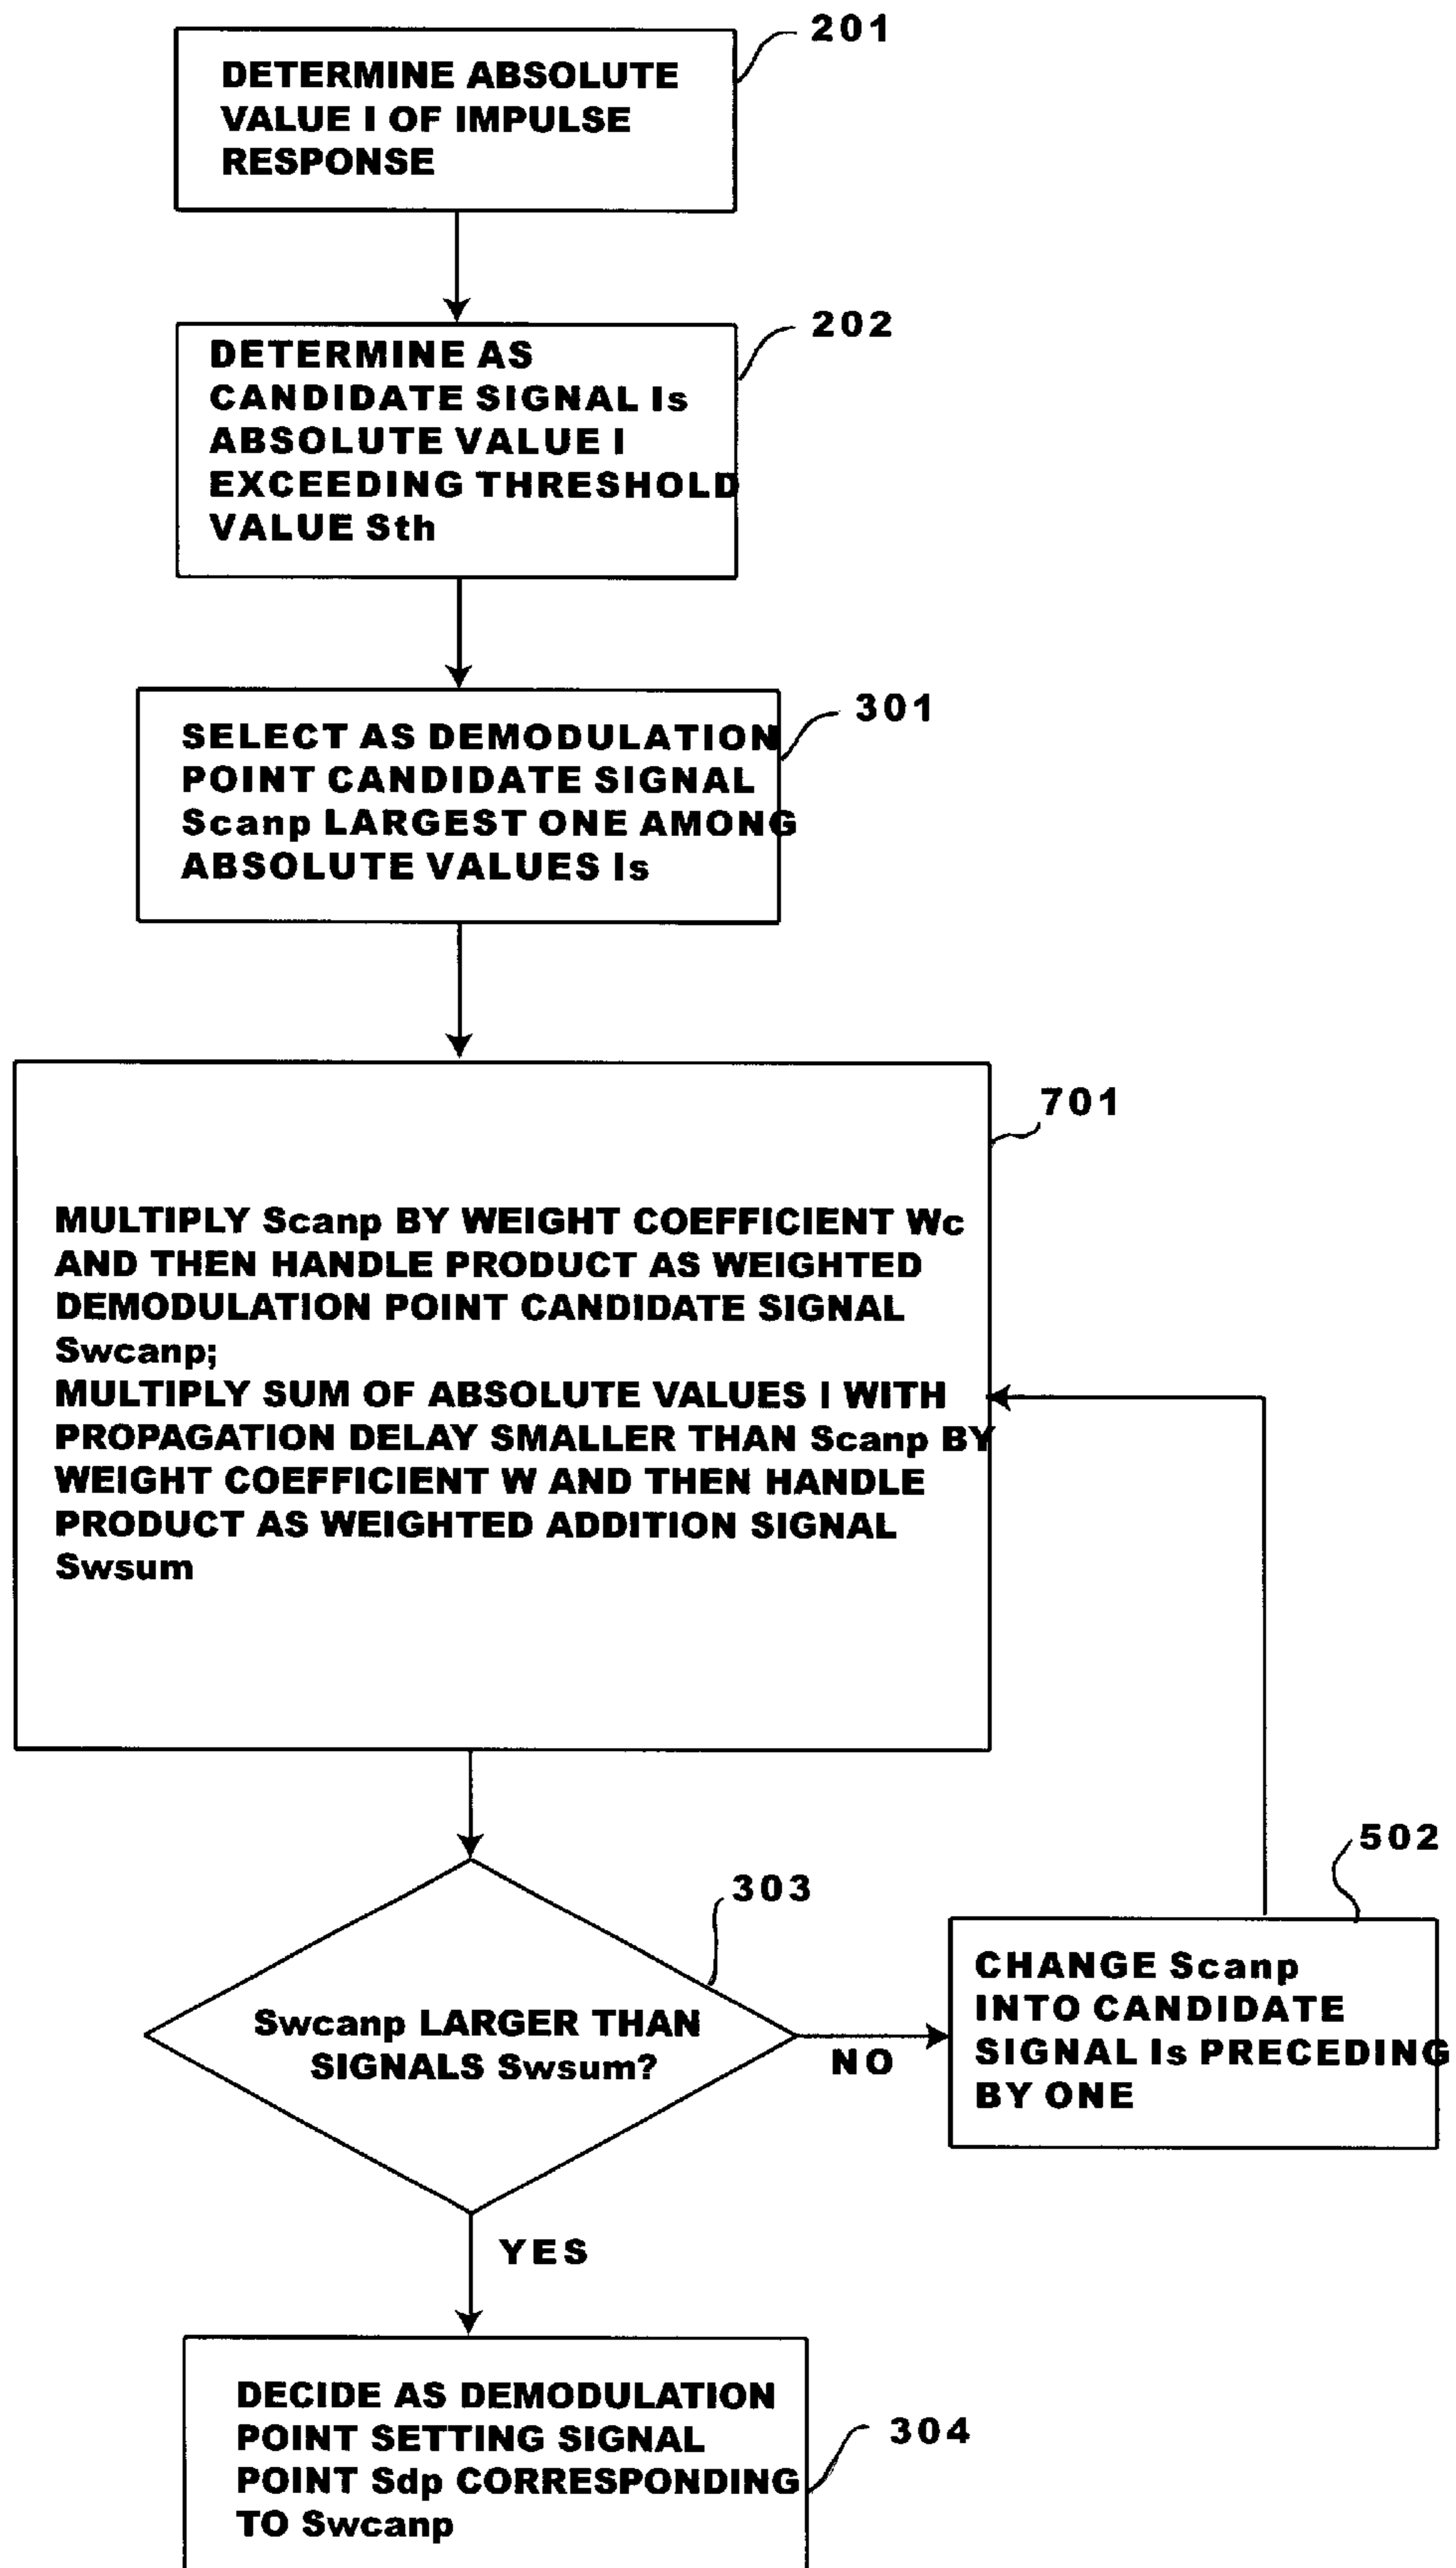 201
DETERMINE ABSOLUTE
VALUE I OF IMPULSE
RESPONSE
202
DETERMINE AS
CANDIDATE SIGNAL Is
ABSOLUTE VALUE I
EXCEEDING THRESHOLD
VALUE Sth
301
SELECT AS DEMODULATION
POINT CANDIDATE SIGNAL
Scanp LARGEST ONE AMONG
ABSOLUTE VALUES Is
701
MULTIPLY Scanp BY WEIGHT COEFFICIENT Wc
AND THEN HANDLE PRODUCT AS WEIGHTED
DEMODULATION POINT CANDIDATE SIGNAL
Swcanp;
MULTIPLY SUM OF ABSOLUTE VALUES I WITH
PROPAGATION DELAY SMALLER THAN Scanp BY
WEIGHT COEFFICIENT W AND THEN HANDLE
PRODUCT AS WEIGHTED ADDITION SIGNAL
Swsum
303
Swcanp LARGER THAN
SIGNALS Swsum?
NO
502
CHANGE Scanp
INTO CANDIDATE
SIGNAL Is PRECEDING
BY ONE
YES
304
DECIDE AS DEMODULATION
POINT SETTING SIGNAL
POINT Sdp CORRESPONDING
TO Swcanp